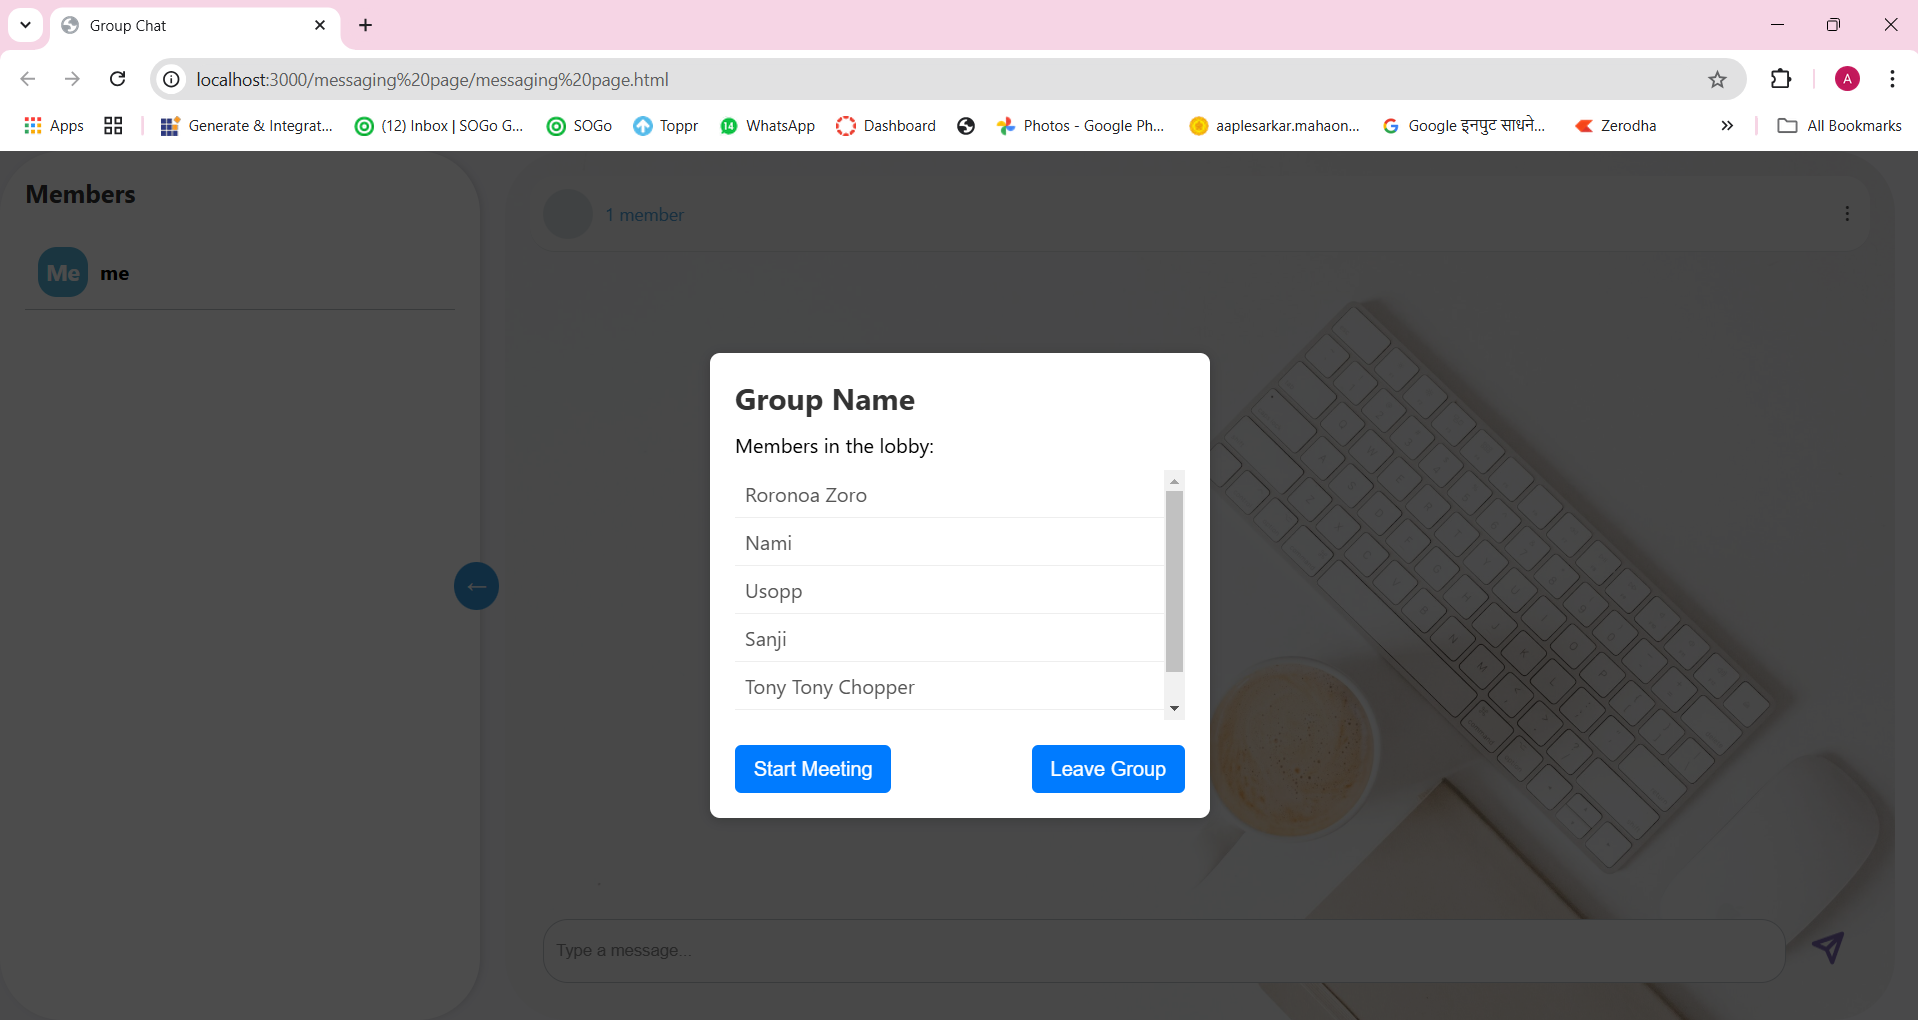 Group Chat
localhost:3000/messaging%20page/messaging%20page.html
A
Apps
Generate & Integrat...
(12) Inbox | SOGo G...
SOGo
Toppr
14
WhatsApp
Dashboard
Photos - Google Ph...
aaplesarkar.mahaon...
Google इनपुट साधने...
Zerodha
All Bookmarks
Members
1 member
Me
me
Group Name
Members in the lobby:
Roronoa Zoro
Nami
Usopp
Sanji
Tony Tony Chopper
Start Meeting
Leave Group
Type a message...